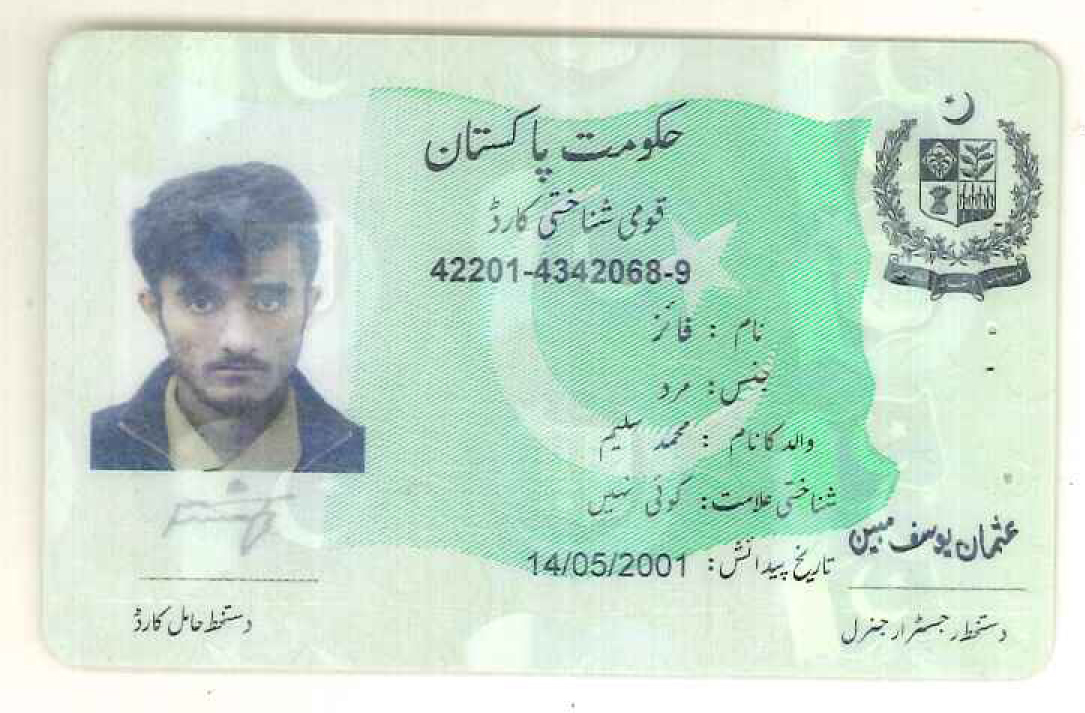 حکومت پاکستان
قومی شناختی کارڈ
42201-4342068-9
نام : فائز
جنس : مرد
والد کا نام : محمد سلیم
شناختی علامت : کوئی نہیں
تاریخ پیدائش : 14/05/2001
عثمان یوسف مبین
دستخط حامل کارڈ
دستخط رجسٹرار جنرل